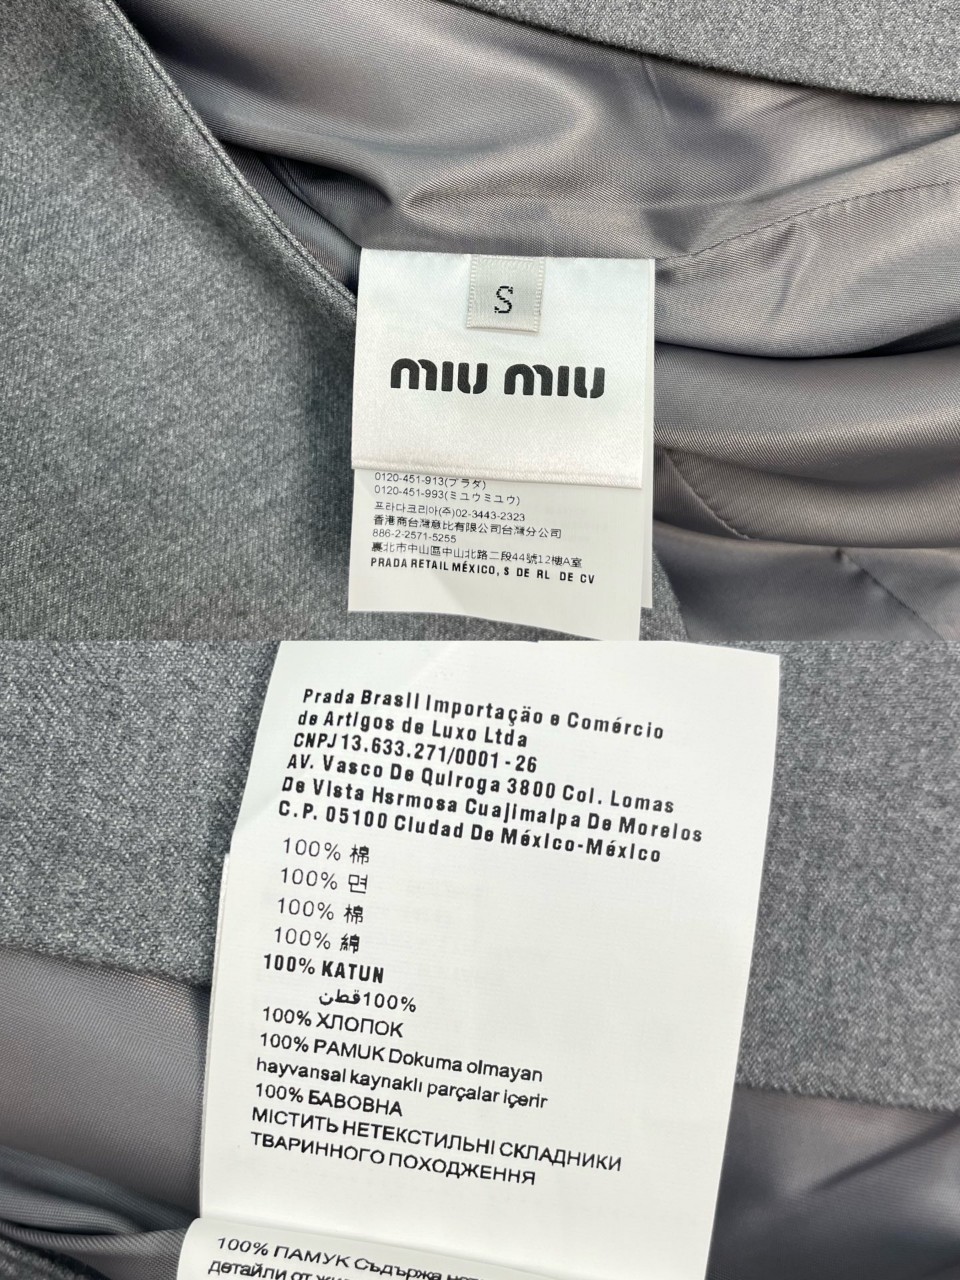 S
miu miu
0120-451-913(プラダ)
0120-451-993(ミュウミュウ)
프라다코리아(주)02-3443-2323
香港商台灣意比有限公司台灣分公司
886-2-2571-5255
裏北市中山區中山北路二段44號12樓A室
PRADA RETAIL MÉXICO, S DE RL DE CV
Prada Brasil Importação e Comércio
de Artigos de Luxo Ltda
CNPJ 13.633.271/0001-26
AV. Vasco De Quiroga 3800 Col. Lomas
De Vista Hsrmosa Cuajimalpa De Morelos
C.P. 05100 Ciudad De México-México
100% 棉
100% 면
100% 棉
100% 綿
100% KATUN
100% قطن
100% ХЛОПОК
100% PAMUK Dokuma olmayan
hayvansal kaynaklı parçalar içerir
100% БАВОВНА
МІСТИТЬ НЕТЕКСТИЛЬНІ СКЛАДНИКИ
ТВАРИННОГО ПОХОДЖЕННЯ
100% ПАМУК Съдържа
детайли от